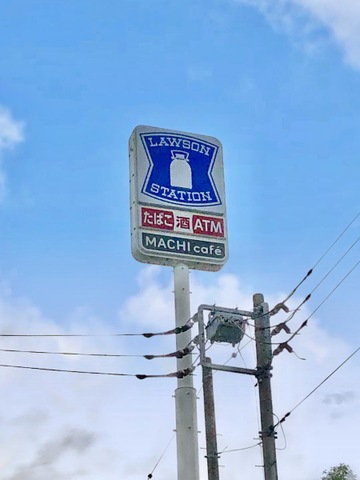 LAWSON
STATION
たばこ 酒 ATM
MACHI café